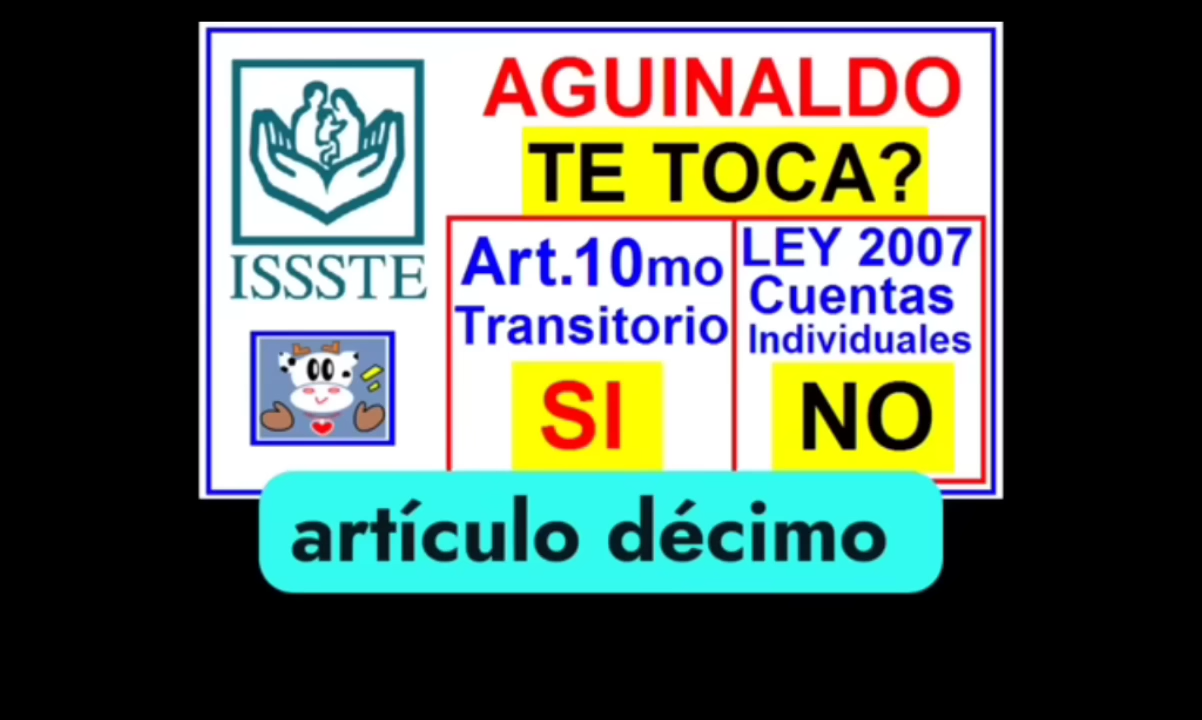 AGUINALDO
TE TOCA?
ISSSTE
Art.10mo
Transitorio
SI
LEY 2007
Cuentas
Individuales
NO
artículo décimo